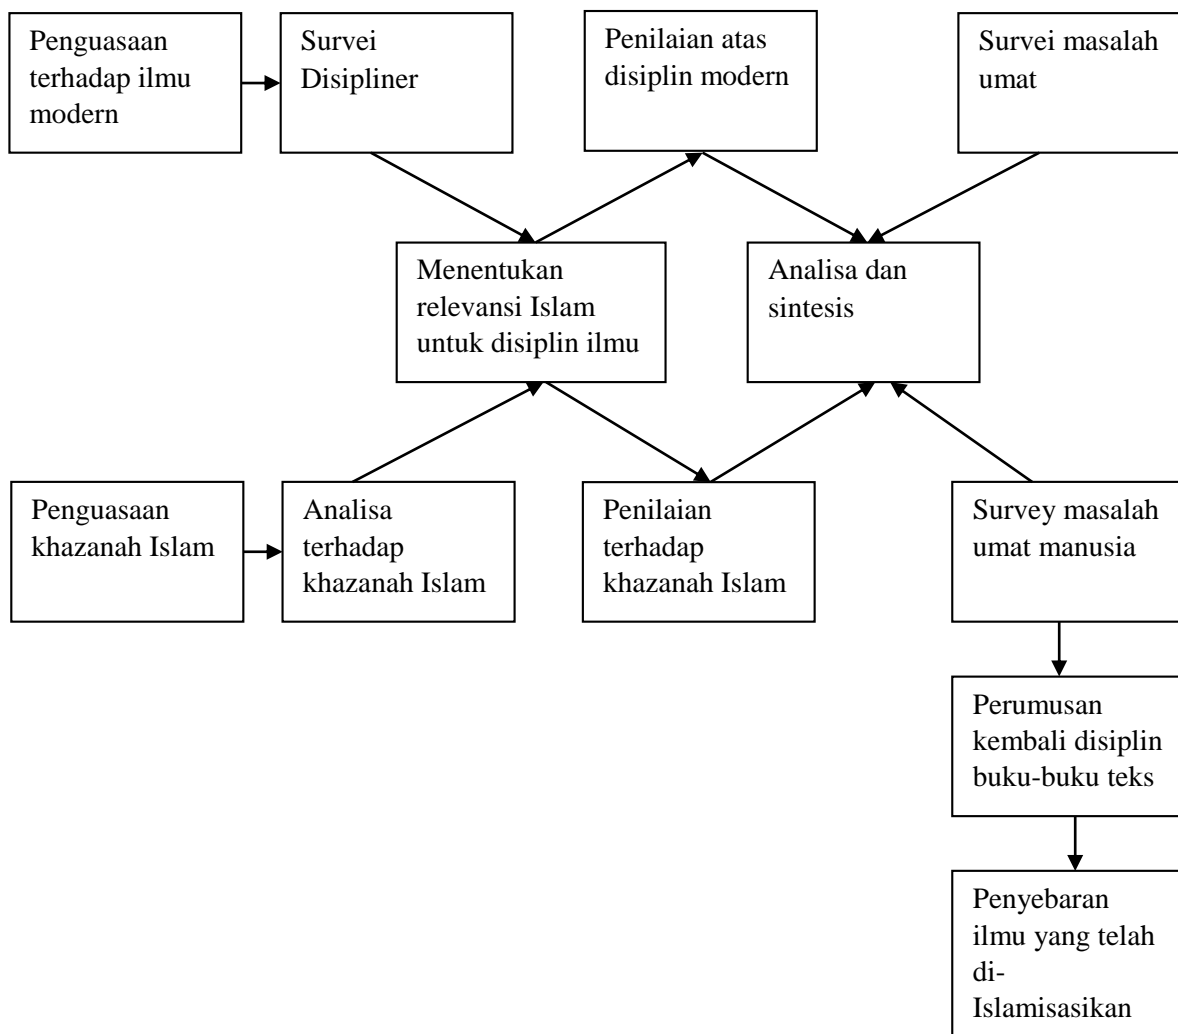 Penguasaan
terhadap ilmu
modern
Survei
Disipliner
Penilaian atas
disiplin modern
Survei masalah
umat
Menentukan
relevansi Islam
untuk disiplin ilmu
Analisa dan
sintesis
Penguasaan
khazanah Islam
Analisa
terhadap
khazanah Islam
Penilaian
terhadap
khazanah Islam
Survey masalah
umat manusia
Perumusan
kembali disiplin
buku-buku teks
Penyebaran
ilmu yang telah
di-
Islamisasikan